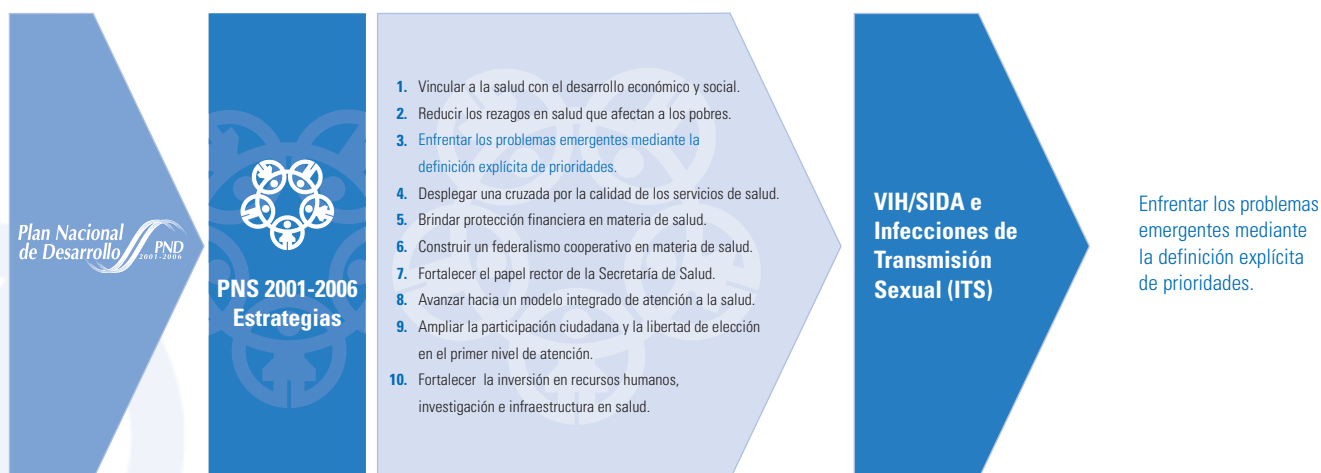 Plan Nacional
de Desarrollo
PND
2001-2006
PNS 2001-2006
Estrategias
1. Vincular a la salud con el desarrollo económico y social.
2. Reducir los rezagos en salud que afectan a los pobres.
3. Enfrentar los problemas emergentes mediante la
definición explícita de prioridades.
4. Desplegar una cruzada por la calidad de los servicios de salud.
5. Brindar protección financiera en materia de salud.
6. Construir un federalismo cooperativo en materia de salud.
7. Fortalecer el papel rector de la Secretaría de Salud.
8. Avanzar hacia un modelo integrado de atención a la salud.
9. Ampliar la participación ciudadana y la libertad de elección
en el primer nivel de atención.
10. Fortalecer la inversión en recursos humanos,
investigación e infraestructura en salud.
VIH/SIDA e
Infecciones de
Transmisión
Sexual (ITS)
Enfrentar los problemas
emergentes mediante
la definición explícita
de prioridades.